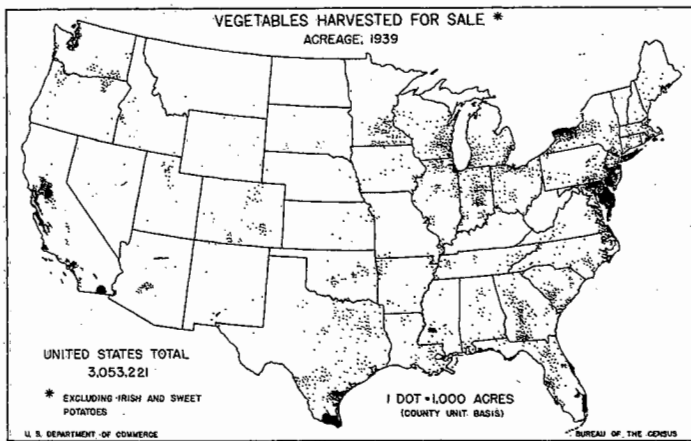 VEGETABLES HARVESTED FOR SALE *
ACREAGE, 1939
UNITED STATES TOTAL
3,053,221
* EXCLUDING IRISH AND SWEET
POTATOES
1 DOT = 1,000 ACRES
(COUNTY UNIT BASIS)
U. S. DEPARTMENT OF COMMERCE
BUREAU OF THE CENSUS